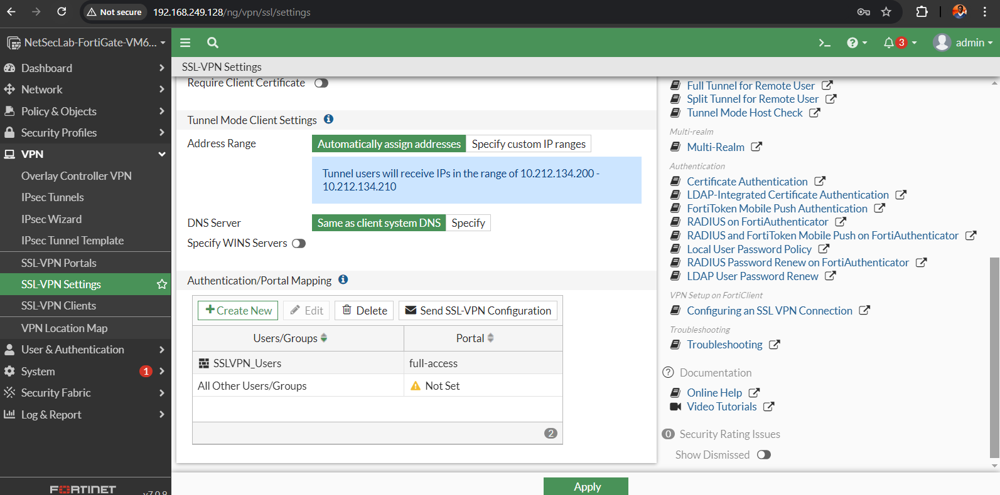 Not secure
192.168.249.128/ng/vpn/ssl/settings
NetSecLab-FortiGate-VM6...
3
admin
Dashboard
Network
Policy & Objects
Security Profiles
VPN
Overlay Controller VPN
IPsec Tunnels
IPsec Wizard
IPsec Tunnel Template
SSL-VPN Portals
SSL-VPN Settings
SSL-VPN Clients
VPN Location Map
User & Authentication
System
1
Security Fabric
Log & Report
FORTINET
v7.0.9
SSL-VPN Settings
Require Client Certificate
Tunnel Mode Client Settings
Address Range
Automatically assign addresses
Specify custom IP ranges
Tunnel users will receive IPs in the range of 10.212.134.200 -
10.212.134.210
DNS Server
Same as client system DNS
Specify
Specify WINS Servers
Authentication/Portal Mapping
Create New
Edit
Delete
Send SSL-VPN Configuration
Users/Groups
Portal
SSLVPN_Users
full-access
All Other Users/Groups
Not Set
2
Apply
Full Tunnel for Remote User
Split Tunnel for Remote User
Tunnel Mode Host Check
Multi-realm
Multi-Realm
Authentication
Certificate Authentication
LDAP-Integrated Certificate Authentication
FortiToken Mobile Push Authentication
RADIUS on FortiAuthenticator
RADIUS and FortiToken Mobile Push on FortiAuthenticator
Local User Password Policy
RADIUS Password Renew on FortiAuthenticator
LDAP User Password Renew
VPN Setup on FortiClient
Configuring an SSL VPN Connection
Troubleshooting
Troubleshooting
Documentation
Online Help
Video Tutorials
0
Security Rating Issues
Show Dismissed